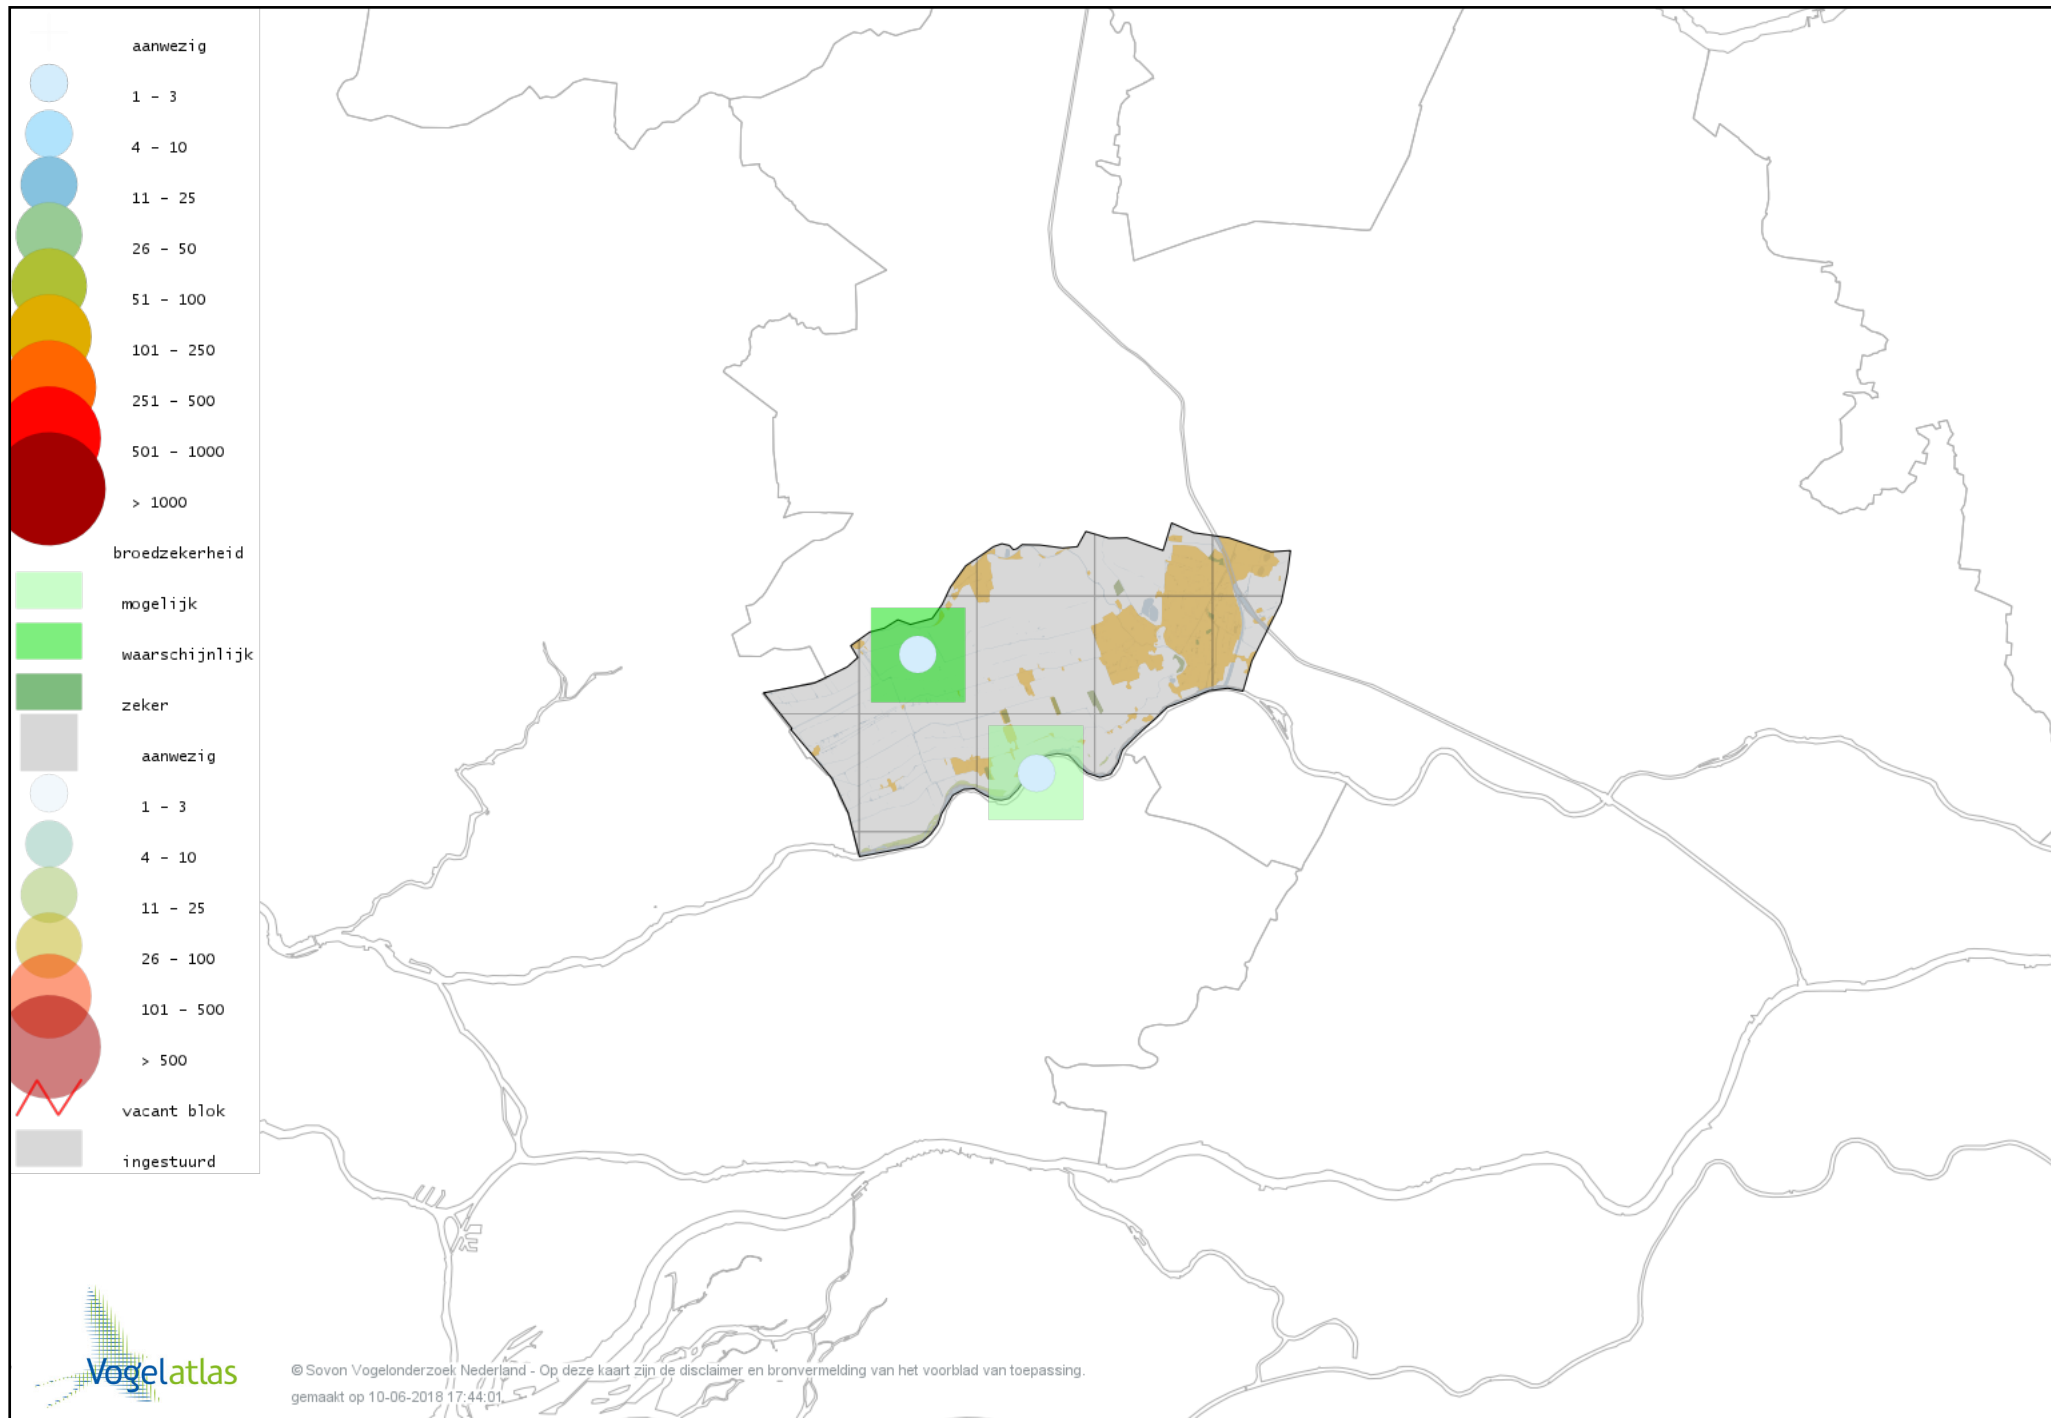 aanwezig
1 - 3
4 - 10
11 - 25
26 - 50
51 - 100
101 - 250
251 - 500
501 - 1000
> 1000
broedzekerheid
mogelijk
waarschijnlijk
zeker
aanwezig
1 - 3
4 - 10
11 - 25
26 - 100
101 - 500
> 500
vacant blok
ingestuurd
Vogelatlas
© Sovon Vogelonderzoek Nederland - Op deze kaart zijn de disclaimer en bronvermelding van het voorblad van toepassing.
gemaakt op 10-06-2018 17:44:01